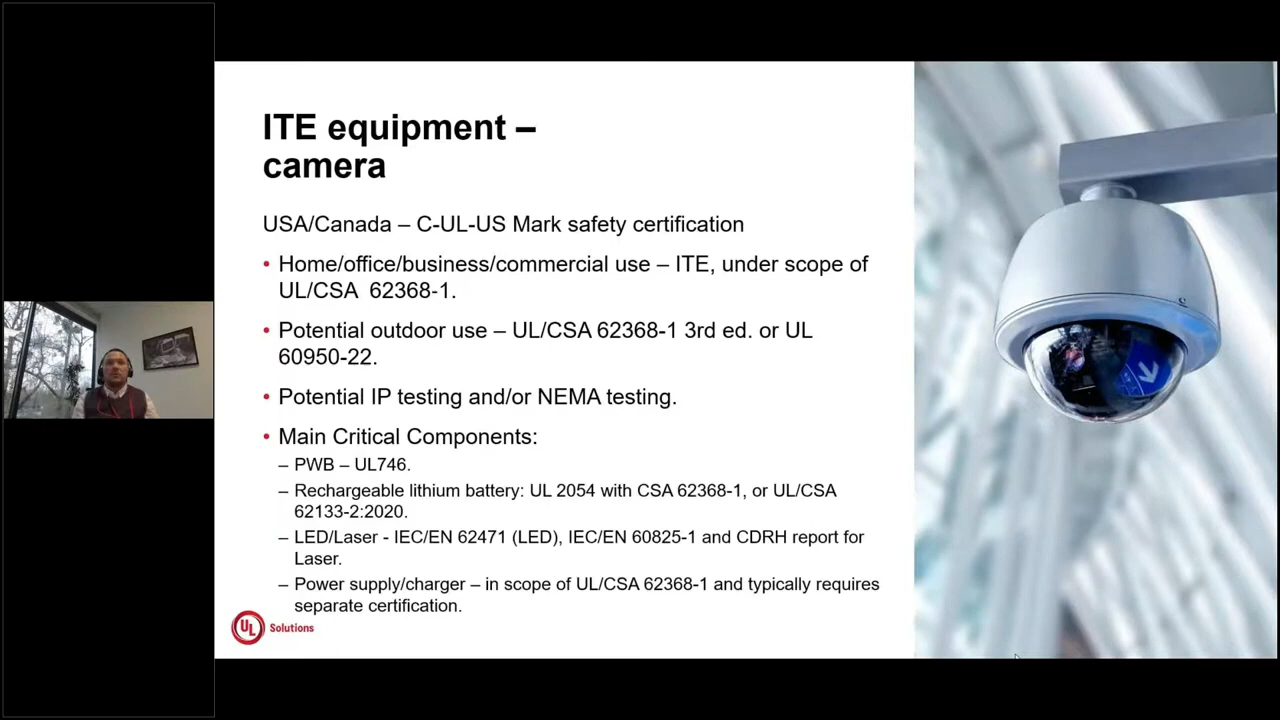 ITE equipment –
camera
USA/Canada – C-UL-US Mark safety certification
• Home/office/business/commercial use – ITE, under scope of
UL/CSA  62368-1.
• Potential outdoor use – UL/CSA 62368-1 3rd ed. or UL
60950-22.
• Potential IP testing and/or NEMA testing.
• Main Critical Components:
– PWB – UL746.
– Rechargeable lithium battery: UL 2054 with CSA 62368-1, or UL/CSA
62133-2:2020.
– LED/Laser - IEC/EN 62471 (LED), IEC/EN 60825-1 and CDRH report for
Laser.
– Power supply/charger – in scope of UL/CSA 62368-1 and typically requires
separate certification.
UL Solutions